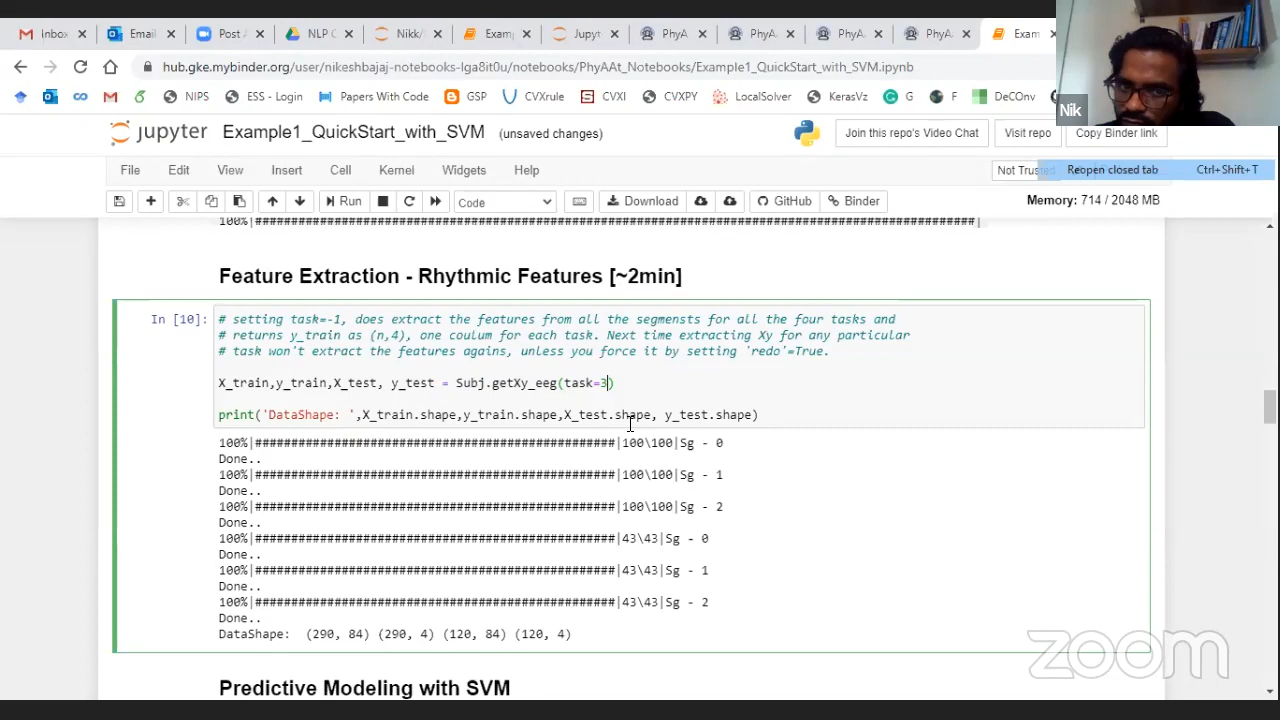 Inbox Email Post A NLP C Nikk/ Examp Jupyt PhyA PhyA. PhyA/ PhyA/ Exam
hub.gke.mybinder.org/user/nikeshbajaj-notebooks-lga8it0u/notebooks/PhyAAt_Notebooks/Example1_QuickStart_with_SVM.ipynb
NIPS ESS - Login Papers With Code GSP CVXrule CVXI CVXPY LocalSolver KerasVz G F DeCOnv
Nik
jupyter Example1_QuickStart_with_SVM (unsaved changes) Join this repo's Video Chat Visit repo Copy Binder link
File Edit View Insert Cell Kernel Widgets Help Not Trust Reopen closed tab Ctrl+Shift+T
Run Code Download GitHub Binder Memory: 714 / 2048 MB
100%|####################################################################################################|
Feature Extraction - Rhythmic Features [~2min]
In [10]: # setting task=-1, does extract the features from all the segmensts for all the four tasks and
# returns y_train as (n,4), one coulum for each task. Next time extracting Xy for any particular
# task won't extract the features agains, unless you force it by setting 'redo'=True.
X_train,y_train,X_test, y_test = Subj.getXy_eeg(task=3)
print('DataShape: ',X_train.shape,y_train.shape,X_test.shape, y_test.shape)
100%|##################################################|100\100|Sg - 0
Done..
100%|##################################################|100\100|Sg - 1
Done..
100%|##################################################|100\100|Sg - 2
Done..
100%|##################################################|43\43|Sg - 0
Done..
100%|##################################################|43\43|Sg - 1
Done..
100%|##################################################|43\43|Sg - 2
Done..
DataShape:  (290, 84) (290, 4) (120, 84) (120, 4)
zoom
Predictive Modeling with SVM